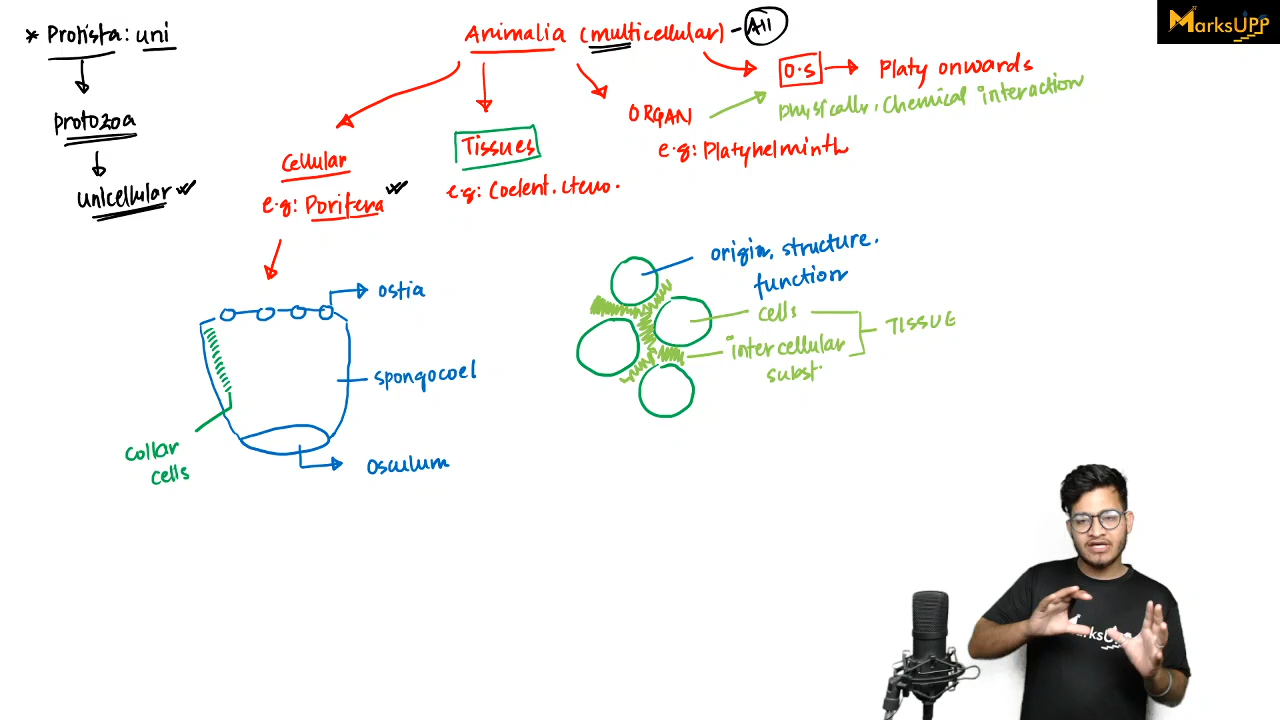 * Protista: uni
protozoa
unicellular
Animalia (multicellular) - All
O.S → Platy onwards
physically, chemical interaction
ORGAN
e.g: Platyhelminth
Tissues
e.g: Coelent. cteno.
Cellular
e.g: Porifera
ostia
spongocoel
osculum
collar
cells
origin, structure.
function
cells
intercellular
subst.
TISSUE
MarksUPP
MarksUPP